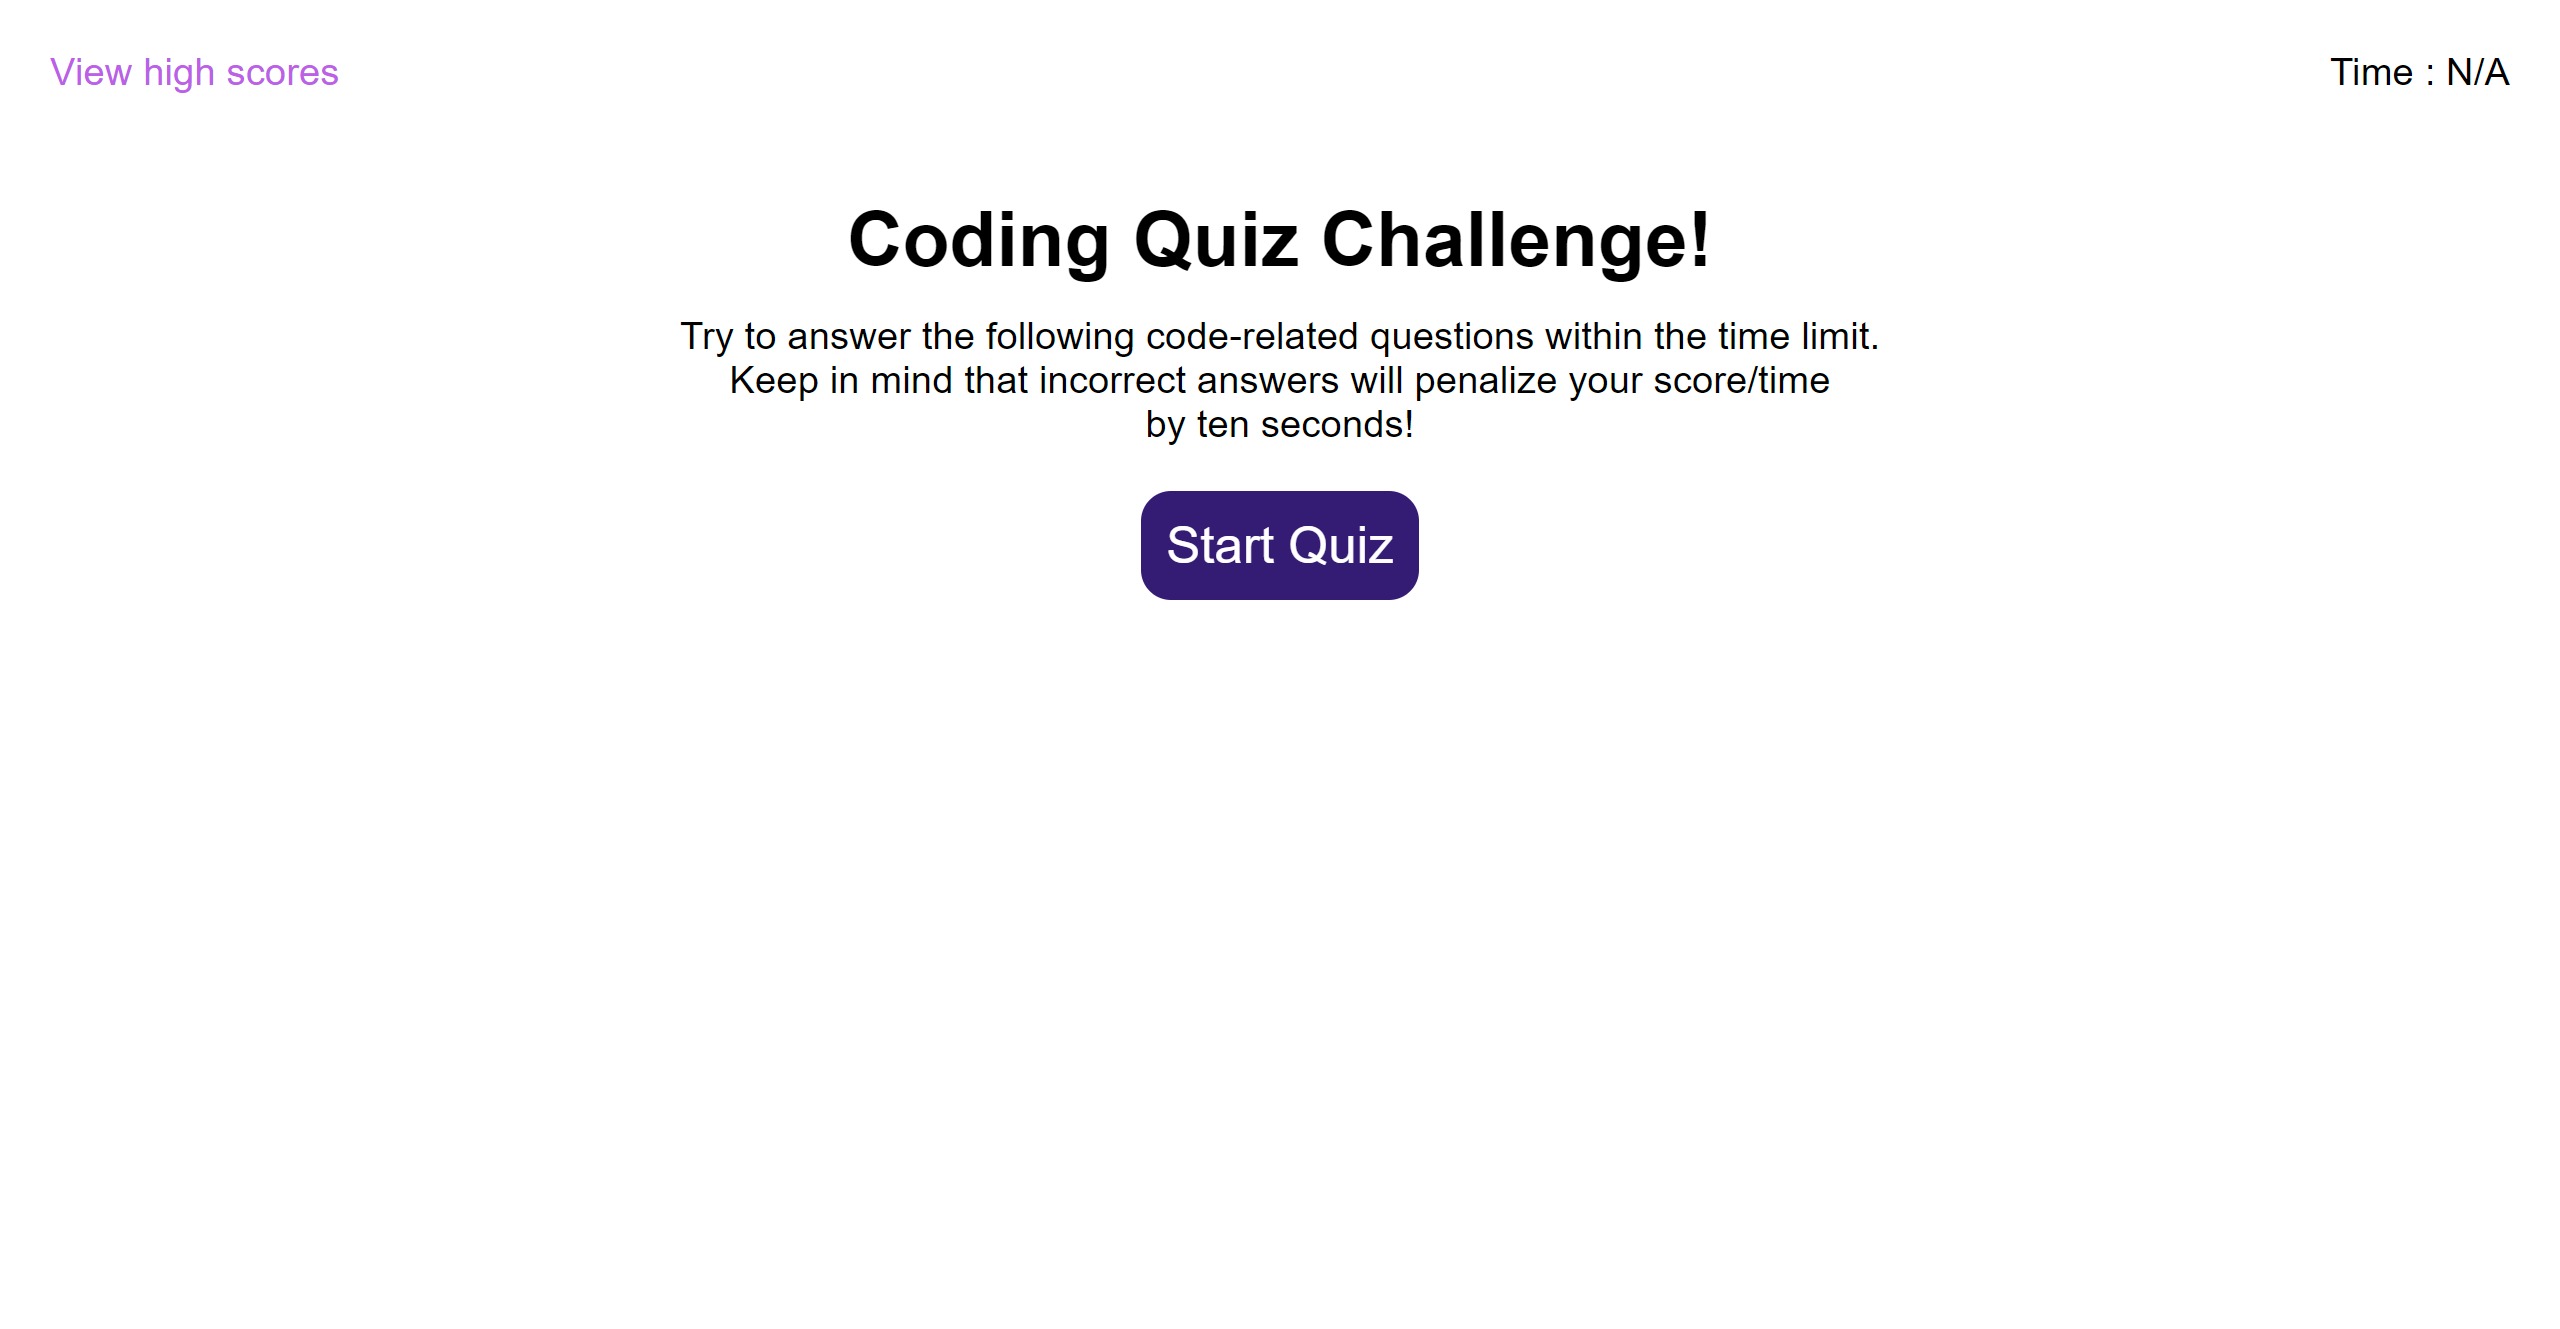 View high scores
Time : N/A
Coding Quiz Challenge!
Try to answer the following code-related questions within the time limit.
Keep in mind that incorrect answers will penalize your score/time
by ten seconds!
Start Quiz